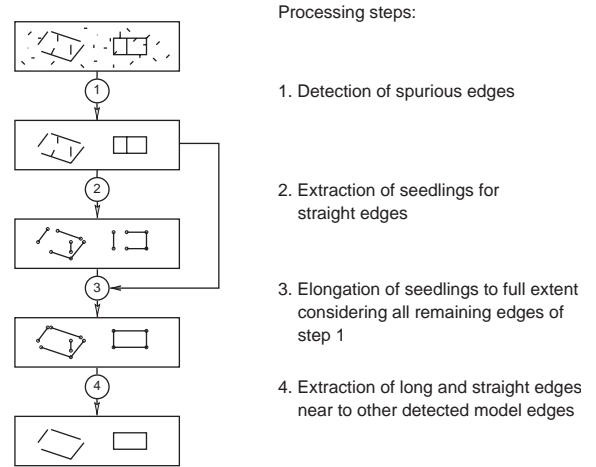 Processing steps:
1
1. Detection of spurious edges
2
2. Extraction of seedlings for
straight edges
3
3. Elongation of seedlings to full extent
considering all remaining edges of
step 1
4
4. Extraction of long and straight edges
near to other detected model edges